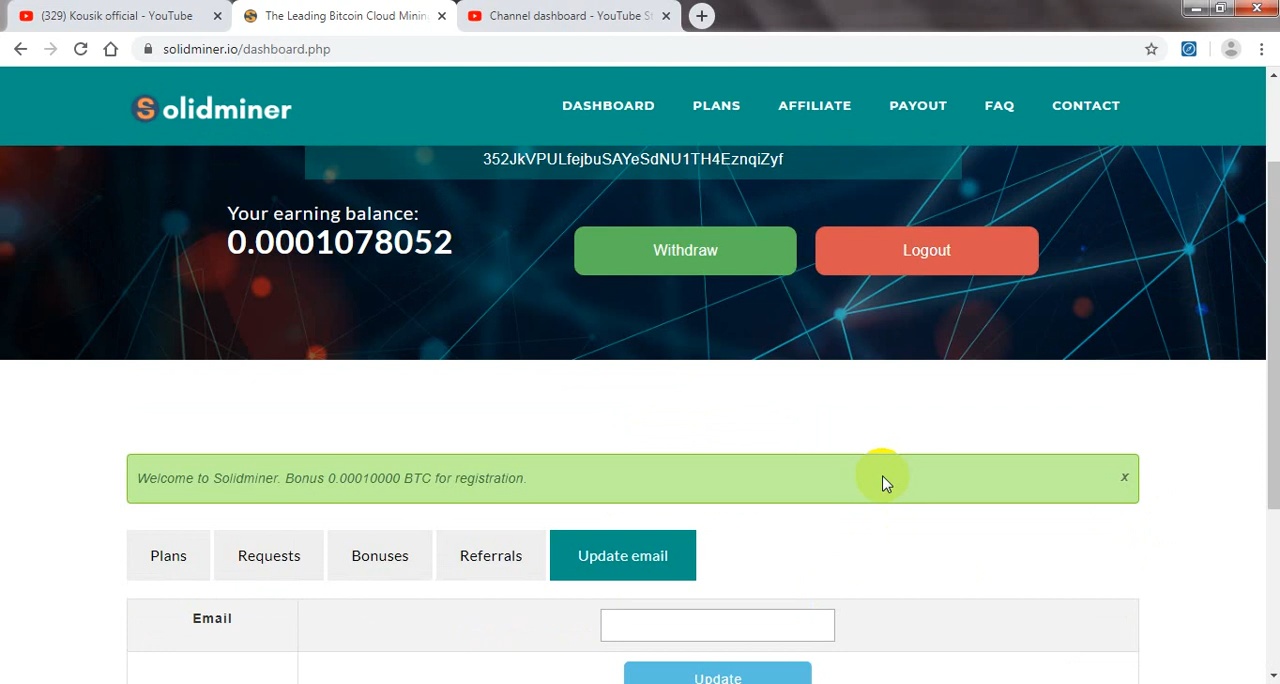 (329) Kousik official - YouTube
The Leading Bitcoin Cloud Minin
Channel dashboard - YouTube S
solidminer.io/dashboard.php
Solidminer
DASHBOARD PLANS AFFILIATE PAYOUT FAQ CONTACT
352JkVPULfejbuSAYeSdNU1TH4EznqiZyf
Your earning balance:
0.0001078052
Withdraw Logout
Welcome to Solidminer. Bonus 0.00010000 BTC for registration. x
Plans Requests Bonuses Referrals Update email
Email
Update